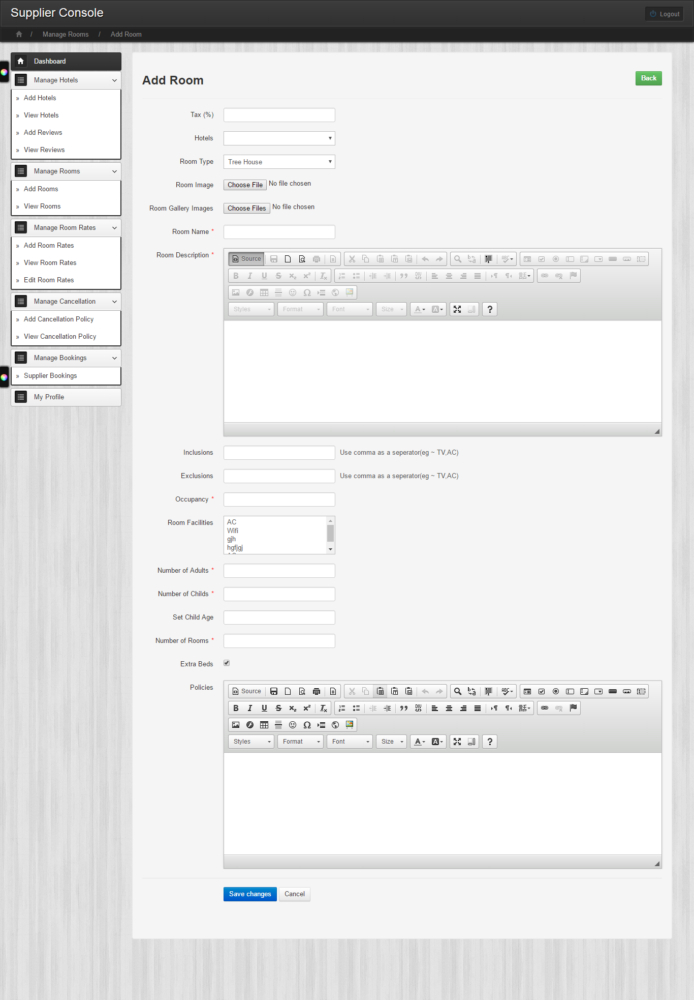 Supplier Console
Logout
/ Manage Rooms / Add Room
Dashboard
Manage Hotels
» Add Hotels
» View Hotels
» Add Reviews
» View Reviews
Manage Rooms
» Add Rooms
» View Rooms
Manage Room Rates
» Add Room Rates
» View Room Rates
» Edit Room Rates
Manage Cancellation
» Add Cancellation Policy
» View Cancellation Policy
Manage Bookings
» Supplier Bookings
My Profile
Add Room
Back
Tax (%)
Hotels
Room Type Tree House
Room Image Choose File No file chosen
Room Gallery Images Choose Files No file chosen
Room Name *
Room Description *
Source
Styles Format Font Size
Inclusions Use comma as a seperator(eg ~ TV,AC)
Exclusions Use comma as a seperator(eg ~ TV,AC)
Occupancy *
Room Facilities
AC
Wifi
gjh
hgfjgj
Number of Adults *
Number of Childs *
Set Child Age
Number of Rooms *
Extra Beds
Policies
Source
Styles Format Font Size
Save changes Cancel